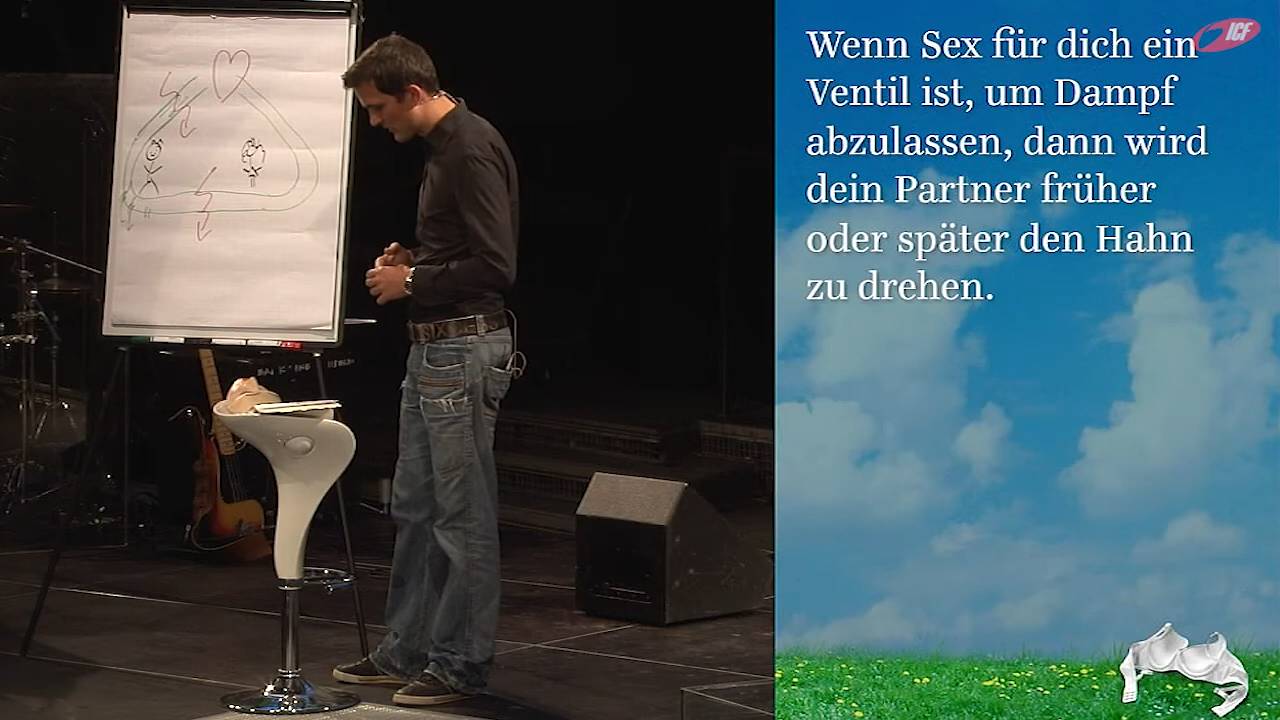 Wenn Sex für dich ein
Ventil ist, um Dampf
abzulassen, dann wird
dein Partner früher
oder später den Hahn
zu drehen.
ICF